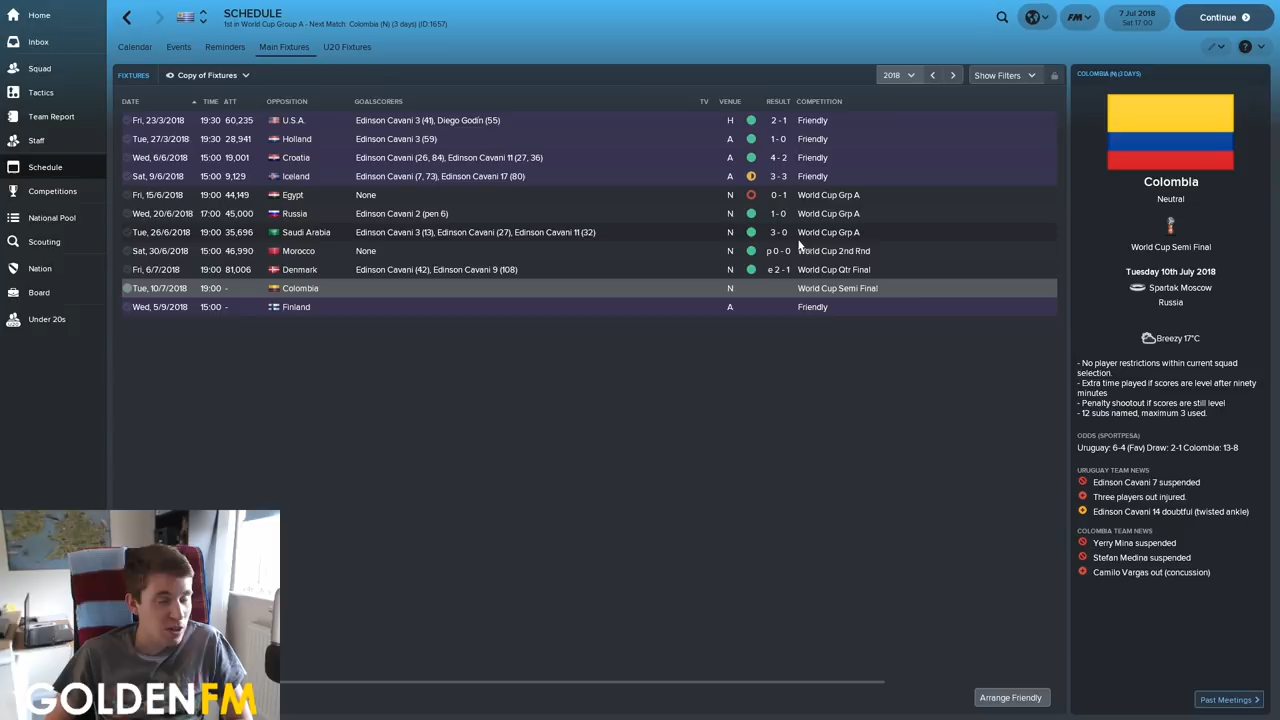 Home
Inbox
Squad
Tactics
Team Report
Staff
Schedule
Competitions
National Pool
Scouting
Nation
Board
Under 20s
SCHEDULE
1st in World Cup Group A - Next Match: Colombia (N) (3 days) (ID:1657)
FM
7 Jul 2018
Sat 17:00
Continue
Calendar Events Reminders Main Fixtures U20 Fixtures
?
FIXTURES Copy of Fixtures 2018 Show Filters
DATE TIME ATT OPPOSITION GOALSCORERS TV VENUE RESULT COMPETITION
Fri, 23/3/2018 19:30 60,235 U.S.A. Edinson Cavani 3 (41), Diego Godín (55) H 2 - 1 Friendly
Tue, 27/3/2018 19:30 28,941 Holland Edinson Cavani 3 (59) A 1 - 0 Friendly
Wed, 6/6/2018 15:00 19,001 Croatia Edinson Cavani (26, 84), Edinson Cavani 11 (27, 36) A 4 - 2 Friendly
Sat, 9/6/2018 15:00 9,129 Iceland Edinson Cavani (7, 73), Edinson Cavani 17 (80) A 3 - 3 Friendly
Fri, 15/6/2018 19:00 44,149 Egypt None N 0 - 1 World Cup Grp A
Wed, 20/6/2018 17:00 45,000 Russia Edinson Cavani 2 (pen 6) N 1 - 0 World Cup Grp A
Tue, 26/6/2018 19:00 35,696 Saudi Arabia Edinson Cavani 3 (13), Edinson Cavani (27), Edinson Cavani 11 (32) N 3 - 0 World Cup Grp A
Sat, 30/6/2018 15:00 46,990 Morocco None N p 0 - 0 World Cup 2nd Rnd
Fri, 6/7/2018 19:00 81,006 Denmark Edinson Cavani (42), Edinson Cavani 9 (108) N e 2 - 1 World Cup Qtr Final
Tue, 10/7/2018 19:00 - Colombia N World Cup Semi Final
Wed, 5/9/2018 15:00 - Finland A Friendly
Arrange Friendly
COLOMBIA (N) (3 DAYS)
Colombia
Neutral
World Cup Semi Final
Tuesday 10th July 2018
Spartak Moscow
Russia
Breezy 17°C
- No player restrictions within current squad
selection.
- Extra time played if scores are level after ninety
minutes
- Penalty shootout if scores are still level
- 12 subs named, maximum 3 used.
ODDS (SPORTPESA)
Uruguay: 6-4 (Fav) Draw: 2-1 Colombia: 13-8
URUGUAY TEAM NEWS
Edinson Cavani 7 suspended
Three players out injured.
Edinson Cavani 14 doubtful (twisted ankle)
COLOMBIA TEAM NEWS
Yerry Mina suspended
Stefan Medina suspended
Camilo Vargas out (concussion)
Past Meetings
GOLDENFM